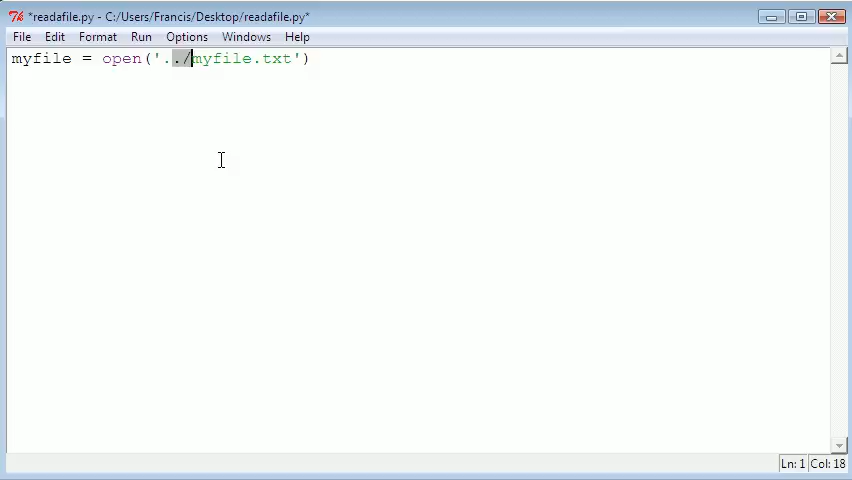 *readafile.py - C:/Users/Francis/Desktop/readafile.py*
File Edit Format Run Options Windows Help
myfile = open('../myfile.txt')
Ln: 1 Col: 18